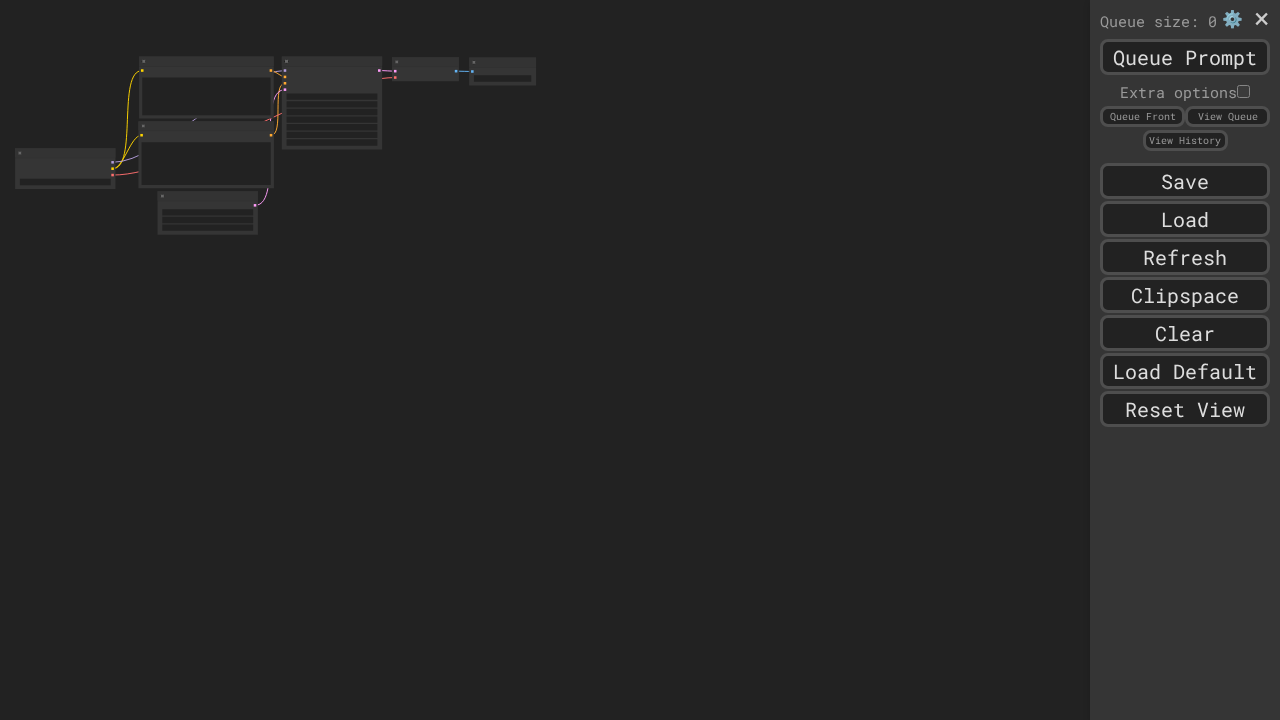 Queue size: 0
Queue Prompt
Extra options
Queue Front
View Queue
View History
Save
Load
Refresh
Clipspace
Clear
Load Default
Reset View